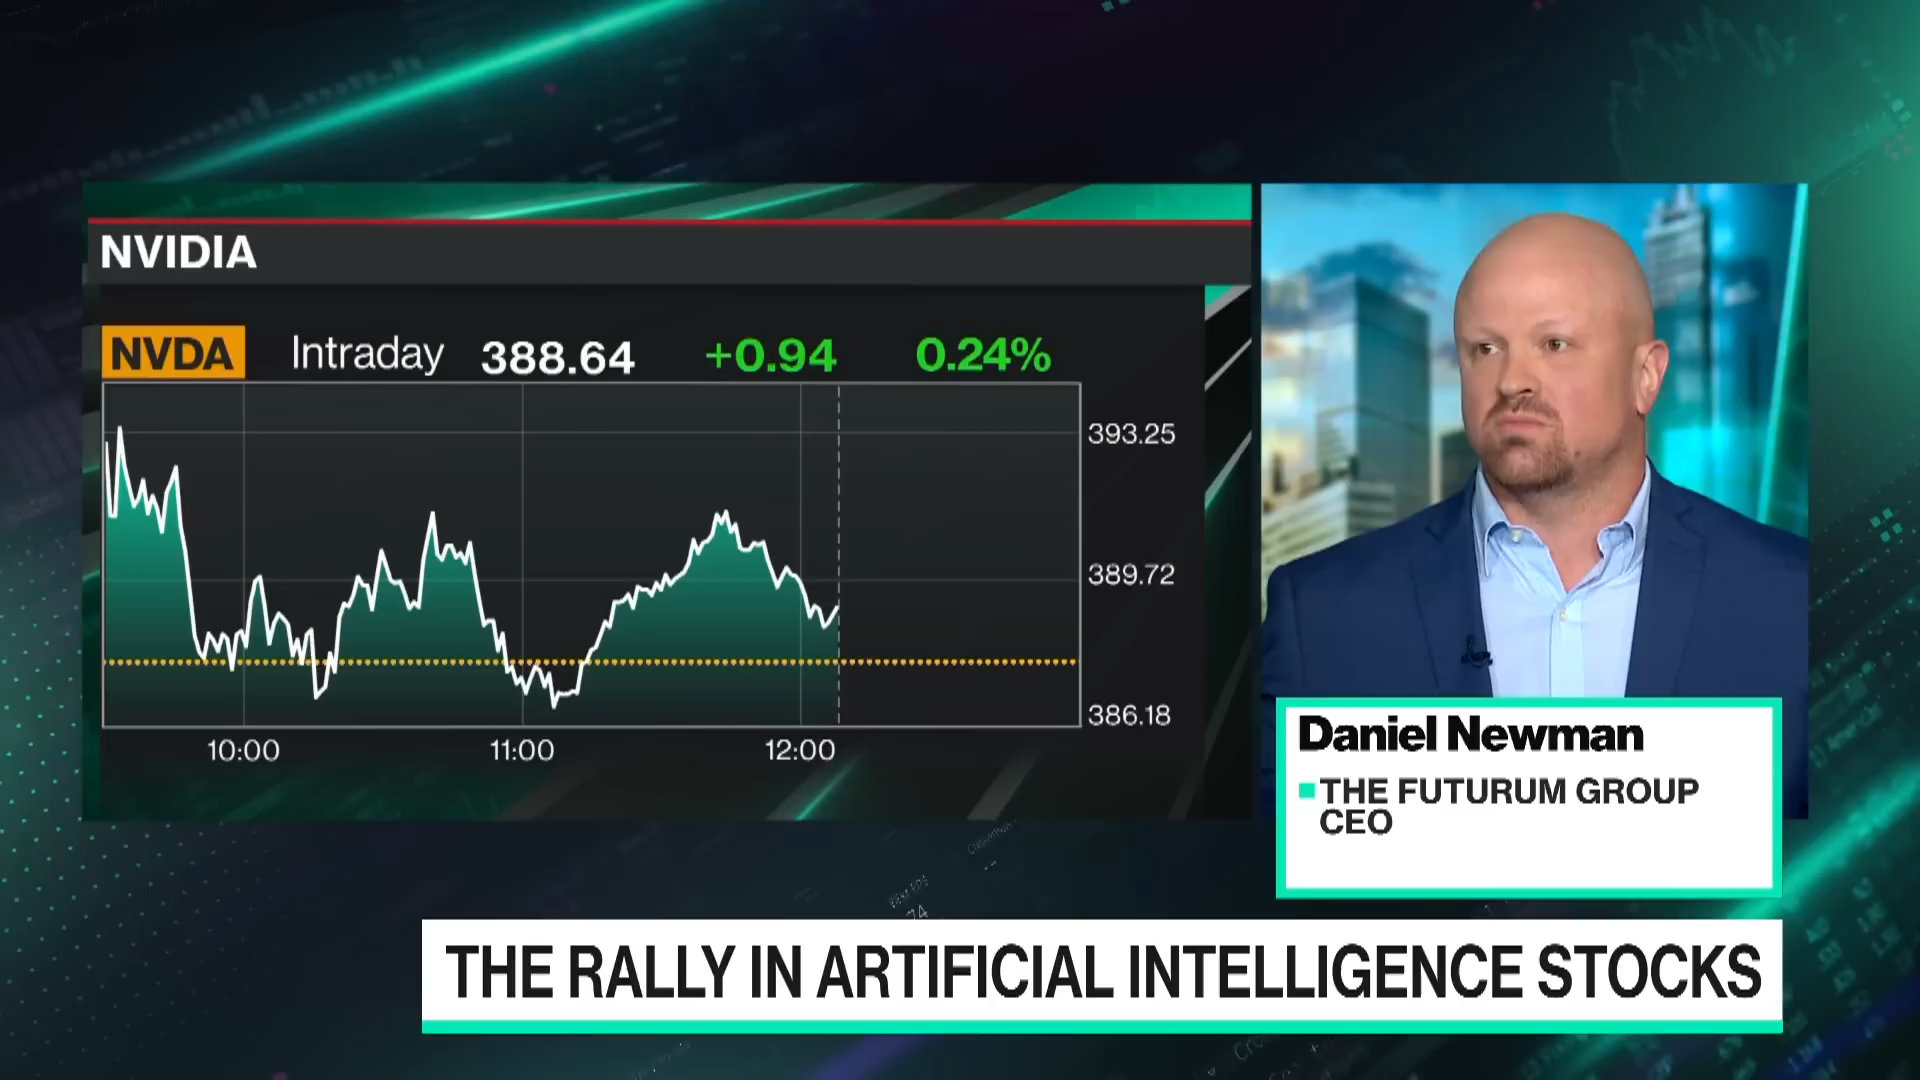 NVIDIA
NVDA Intraday 388.64 +0.94 0.24%
393.25
389.72
386.18
10:00 11:00 12:00
Daniel Newman
THE FUTURUM GROUP
CEO
THE RALLY IN ARTIFICIAL INTELLIGENCE STOCKS